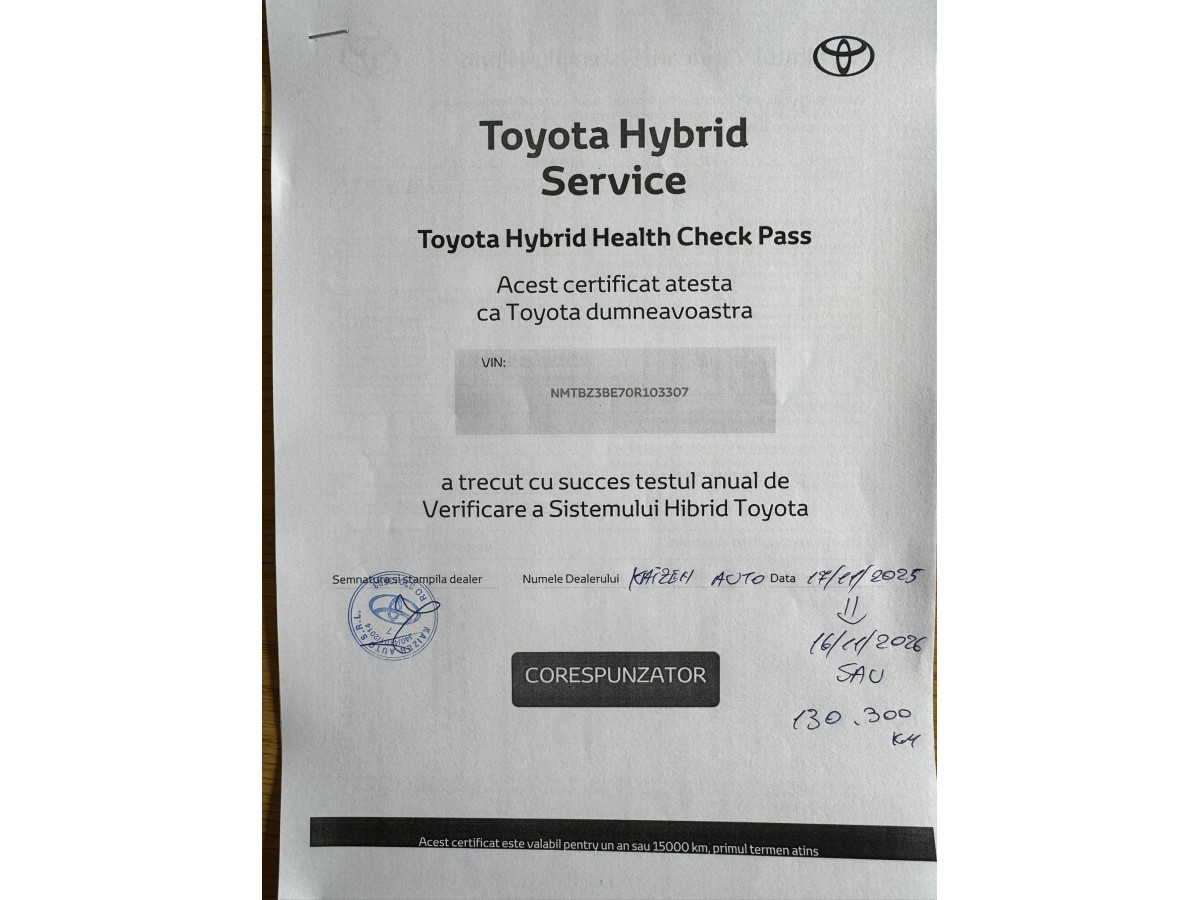 Toyota Hybrid
Service
Toyota Hybrid Health Check Pass
Acest certificat atesta
ca Toyota dumneavoastra
VIN:
NMTBZ3BE70R103307
a trecut cu succes testul anual de
Verificare a Sistemului Hibrid Toyota
Semnatura si stampila dealer Numele Dealerului KAIZEN AUTO Data 17/11/2025
16/11/2026
SAU
130.300
KM
CORESPUNZATOR
Acest certificat este valabil pentru un an sau 15000 km, primul termen atins